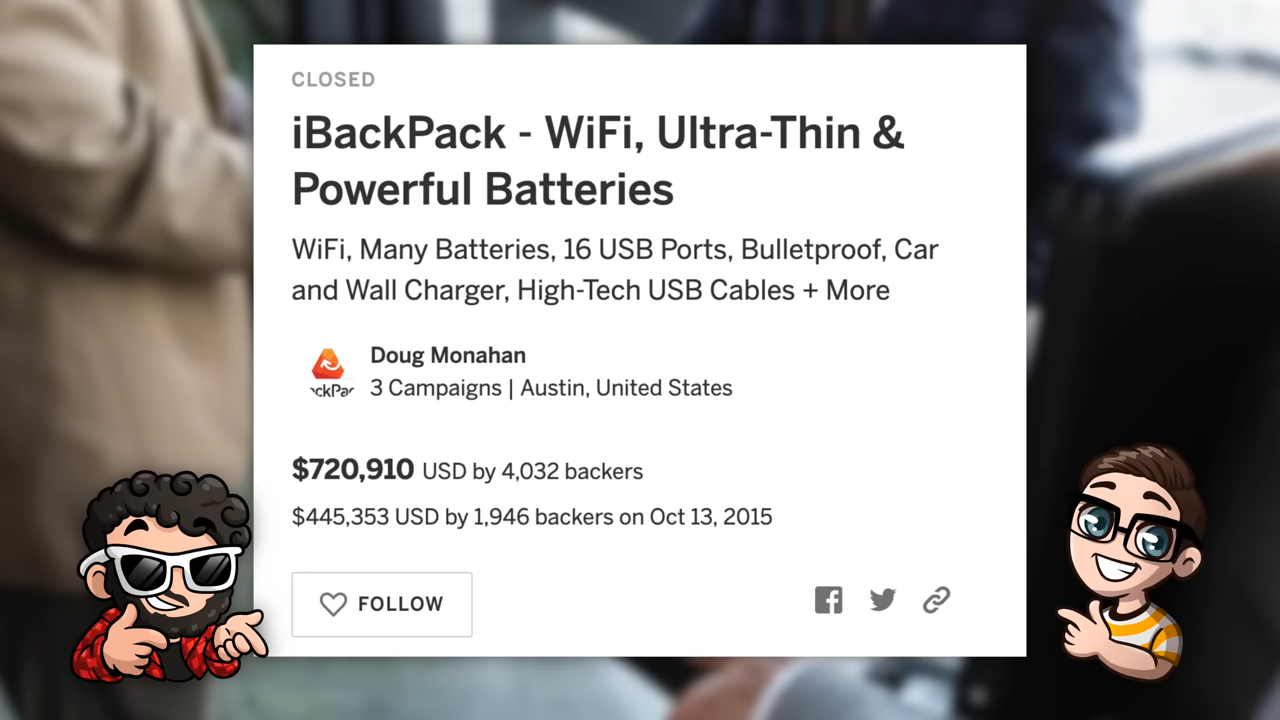 CLOSED
iBackPack - WiFi, Ultra-Thin &
Powerful Batteries
WiFi, Many Batteries, 16 USB Ports, Bulletproof, Car
and Wall Charger, High-Tech USB Cables + More
Doug Monahan
ckPac
3 Campaigns | Austin, United States
$720,910 USD by 4,032 backers
$445,353 USD by 1,946 backers on Oct 13, 2015
FOLLOW